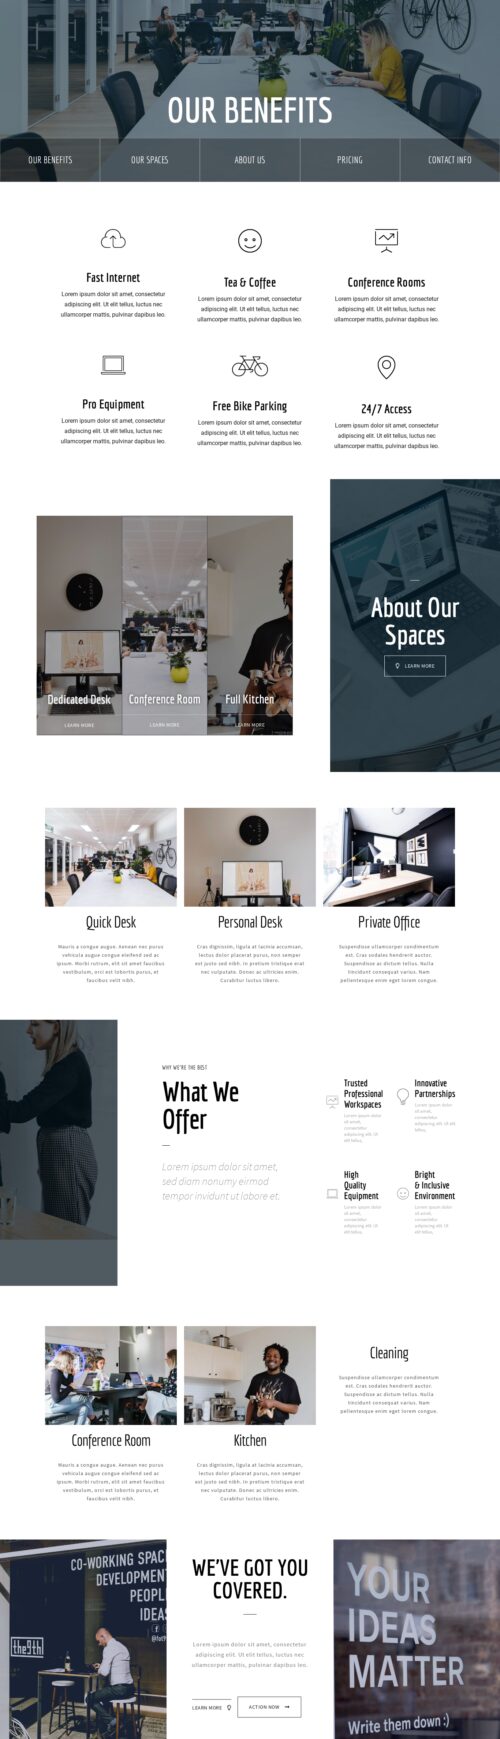 OUR BENEFITS
OUR BENEFITS
OUR SPACES
ABOUT US
PRICING
CONTACT INFO
Fast Internet
Lorem ipsum dolor sit amet, consectetur
adipiscing elit. Ut elit tellus, luctus nec
ullamcorper mattis, pulvinar dapibus leo.
Tea & Coffee
Lorem ipsum dolor sit amet, consectetur
adipiscing elit. Ut elit tellus, luctus nec
ullamcorper mattis, pulvinar dapibus leo.
Conference Rooms
Lorem ipsum dolor sit amet, consectetur
adipiscing elit. Ut elit tellus, luctus nec
ullamcorper mattis, pulvinar dapibus leo.
Pro Equipment
Lorem ipsum dolor sit amet, consectetur
adipiscing elit. Ut elit tellus, luctus nec
ullamcorper mattis, pulvinar dapibus leo.
Free Bike Parking
Lorem ipsum dolor sit amet, consectetur
adipiscing elit. Ut elit tellus, luctus nec
ullamcorper mattis, pulvinar dapibus leo.
24/7 Access
Lorem ipsum dolor sit amet, consectetur
adipiscing elit. Ut elit tellus, luctus nec
ullamcorper mattis, pulvinar dapibus leo.
Dedicated Desk
LEARN MORE
Conference Room
LEARN MORE
Full Kitchen
LEARN MORE
About Our
Spaces
LEARN MORE
Quick Desk
Mauris a congue augue. Aenean nec purus
vehicula augue congue eleifend sed ac
ipsum. Morbi rutrum, elit sit amet faucibus
vestibulum, orci est lobortis purus, et
faucibus velit nibh.
Personal Desk
Cras dignissim, ligula at lacinia accumsan,
lectus dolor placerat purus, non semper
est justo sed nibh. In pretium tristique erat
nec vulputate. Donec ac ultricies enim.
Curabitur luctus libero.
Private Office
Suspendisse ullamcorper condimentum
est. Cras sodales hendrerit auctor.
Suspendisse ac dictum tellus. Nulla
tincidunt consequat varius. Nam
pellentesque enim eget lorem congue.
WHY WE'RE THE BEST
What We
Offer
Lorem ipsum dolor sit amet,
sed diam nonumy eirmod
tempor invidunt ut labore et.
Trusted
Professional
Workspaces
Lorem ipsum dolor
sit amet,
consectetur
adipiscing elit. Ut
elit tellus.
Innovative
Partnerships
Lorem ipsum dolor
sit amet,
consectetur
adipiscing elit. Ut elit
tellus.
High
Quality
Equipment
Lorem ipsum dolor
sit amet,
consectetur
adipiscing elit. Ut
elit tellus.
Bright
& Inclusive
Environment
Lorem ipsum dolor
sit amet,
consectetur
adipiscing elit. Ut
elit tellus.
Conference Room
Mauris a congue augue. Aenean nec purus
vehicula augue congue eleifend sed ac
ipsum. Morbi rutrum, elit sit amet faucibus
vestibulum, orci est lobortis purus, et
faucibus velit nibh.
Kitchen
Cras dignissim, ligula at lacinia accumsan,
lectus dolor placerat purus, non semper
est justo sed nibh. In pretium tristique erat
nec vulputate. Donec ac ultricies enim.
Curabitur luctus libero.
Cleaning
Suspendisse ullamcorper condimentum
est. Cras sodales hendrerit auctor.
Suspendisse ac dictum tellus. Nulla
tincidunt consequat varius. Nam
pellentesque enim eget lorem congue.
CO-WORKING SPAC
DEVELOPMENT
PEOPL
IDEAS
the9th
WE'VE GOT YOU
COVERED.
Lorem ipsum dolor sit amet, consectetur
adipiscing elit. Ut elit tellus, luctus nec
ullamcorper mattis, pulvinar dapibus leo.
LEARN MORE
ACTION NOW
YOUR
IDEAS
MATTER
Write them down :)